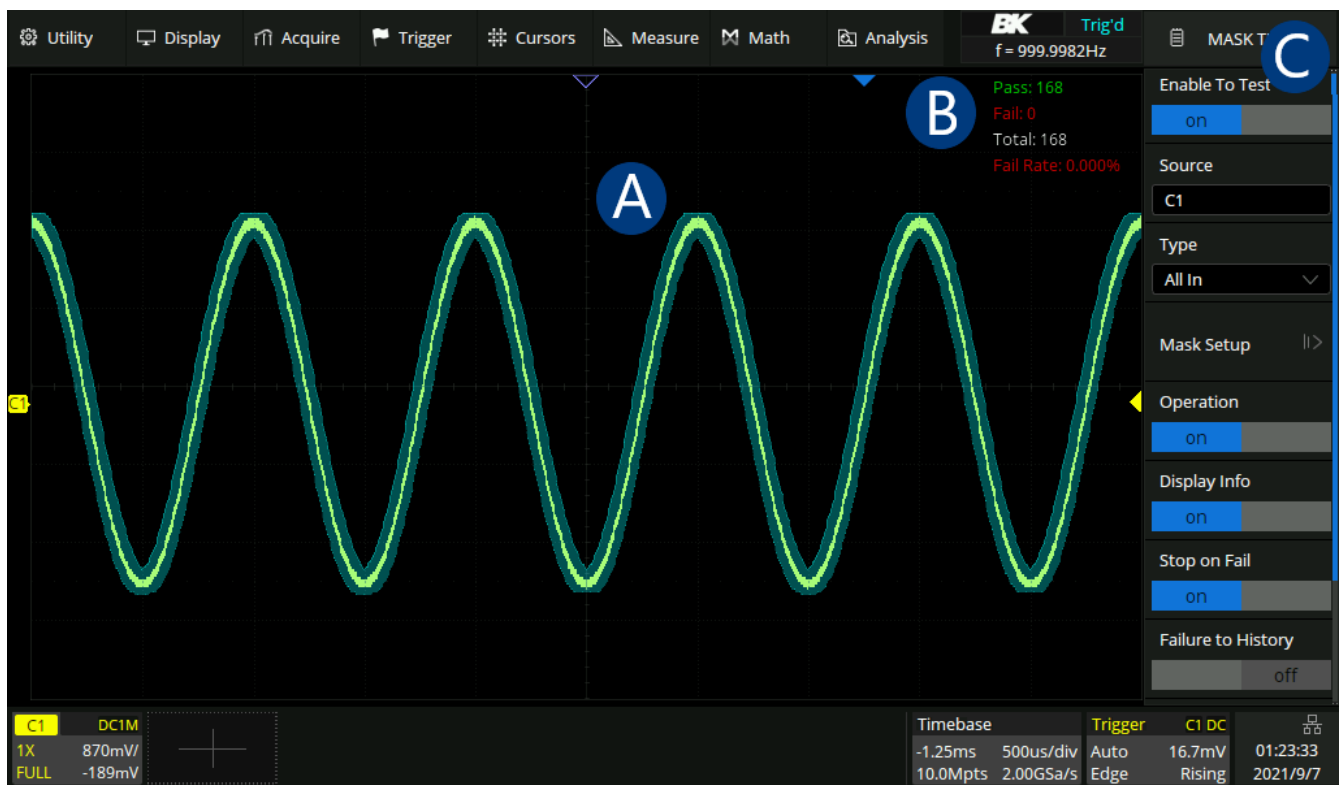 Utility Display Acquire Trigger Cursors Measure Math Analysis
BK Trig'd
f = 999.9982Hz
MASK T
C
B
A
Pass: 168
Fail: 0
Total: 168
Fail Rate: 0.000%
Enable To Test
on
Source
C1
Type
All In
Mask Setup
Operation
on
Display Info
on
Stop on Fail
on
Failure to History
off
C1
C1 DC1M
1X 870mV/
FULL -189mV
Timebase
-1.25ms 500us/div
10.0Mpts 2.00GSa/s
Trigger C1 DC
Auto 16.7mV
Edge Rising
01:23:33
2021/9/7